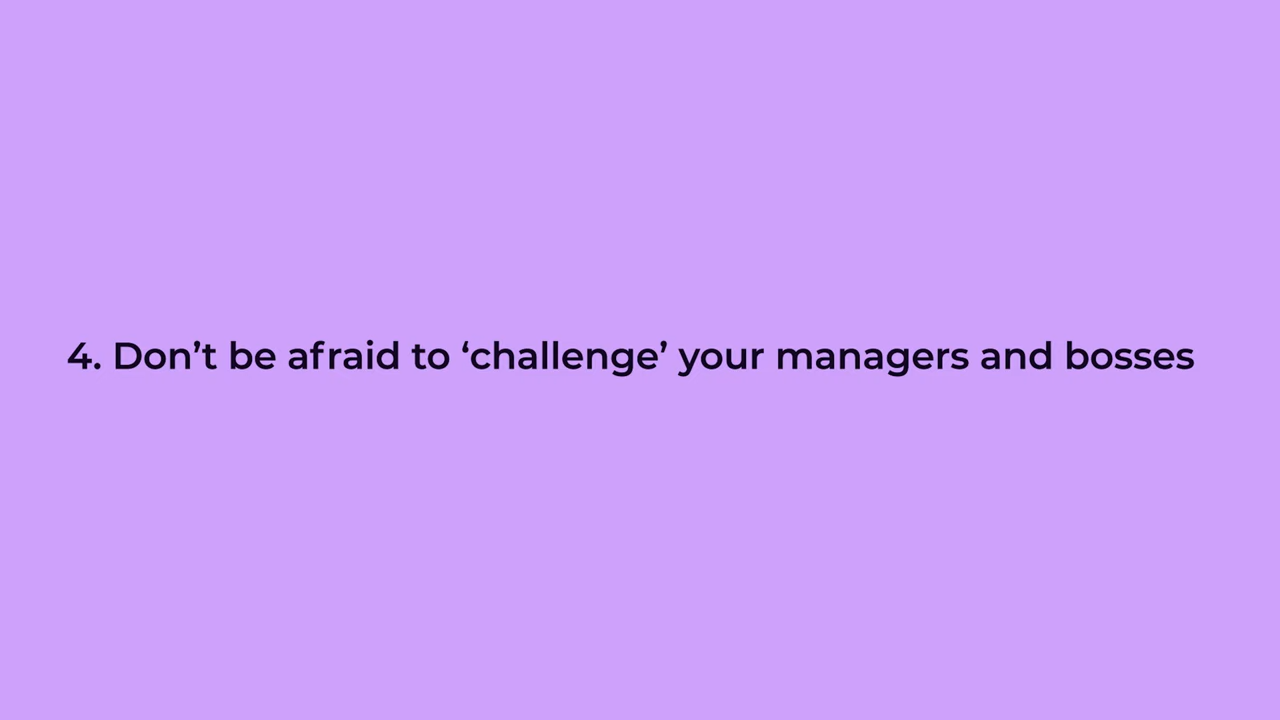 4. Don’t be afraid to ‘challenge’ your managers and bosses